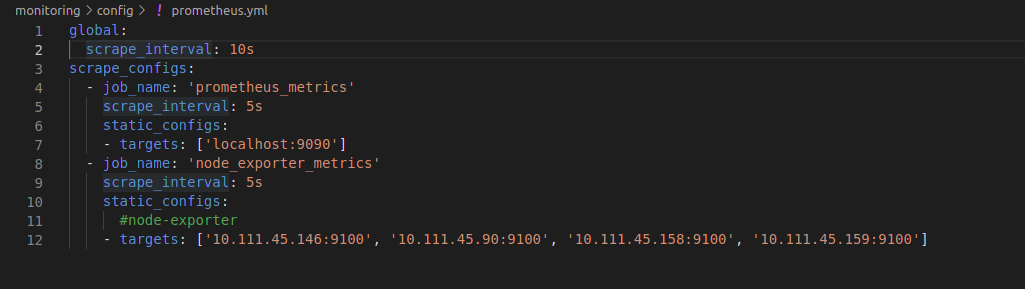 monitoring > config > ! prometheus.yml
1 global:
2   scrape_interval: 10s
3 scrape_configs:
4   - job_name: 'prometheus_metrics'
5     scrape_interval: 5s
6     static_configs:
7     - targets: ['localhost:9090']
8   - job_name: 'node_exporter_metrics'
9     scrape_interval: 5s
10     static_configs:
11       #node-exporter
12     - targets: ['10.111.45.146:9100', '10.111.45.90:9100', '10.111.45.158:9100', '10.111.45.159:9100']